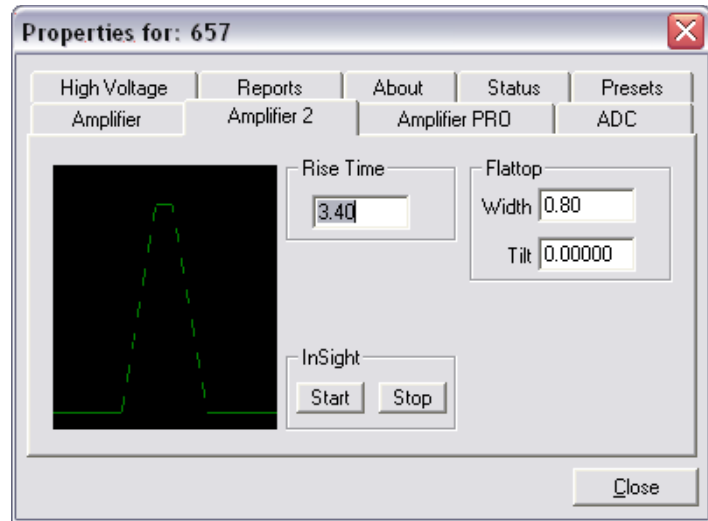 Properties for: 657
High Voltage Reports About Status Presets
Amplifier Amplifier 2 Amplifier PRO ADC
Rise Time
3.40
Flattop
Width 0.80
Tilt 0.00000
InSight
Start Stop
Close